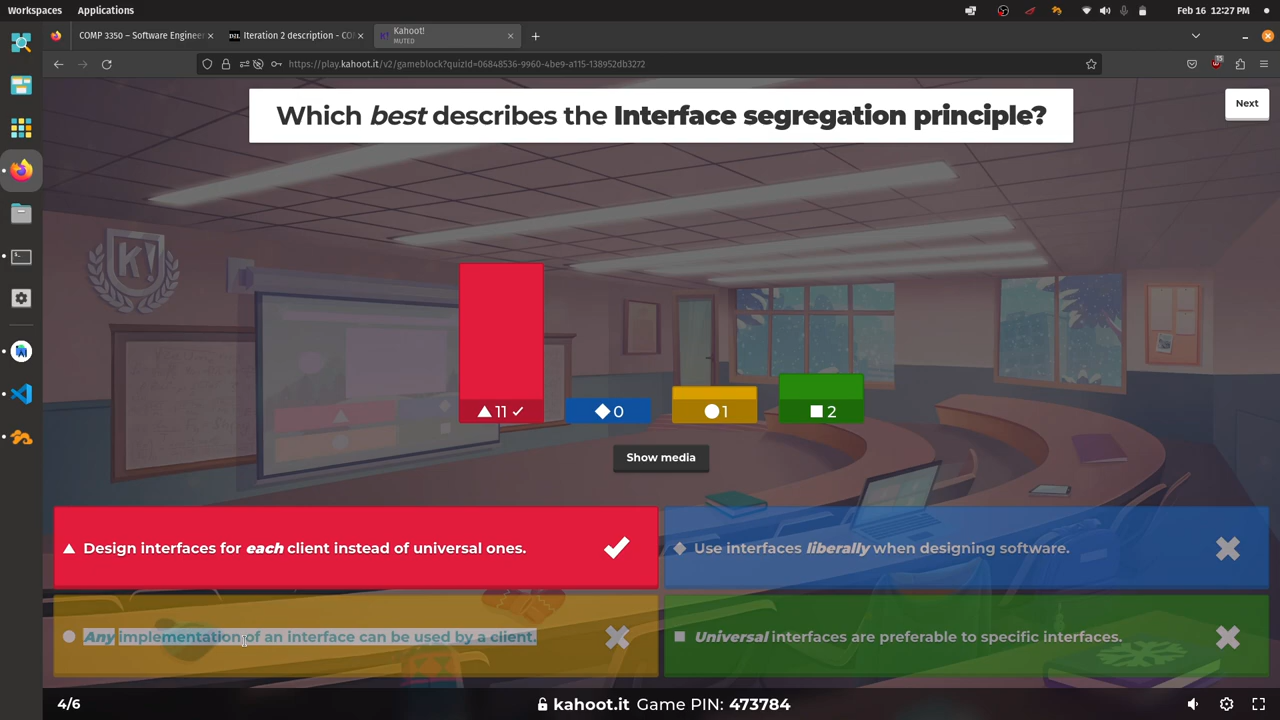 Workspaces Applications
Feb 16 12:27 PM
COMP 3350 – Software Engineer
D2L
Iteration 2 description - CO
K!
Kahoot!
MUTED
https://play.kahoot.it/v2/gameblock?quizId=06848536-9960-4be9-a115-138952db3272
15
Which best describes the Interface segregation principle?
Next
K!
11
0
1
2
Show media
Design interfaces for each client instead of universal ones.
Use interfaces liberally when designing software.
Any implementation of an interface can be used by a client.
Universal interfaces are preferable to specific interfaces.
4/6
kahoot.it Game PIN: 473784